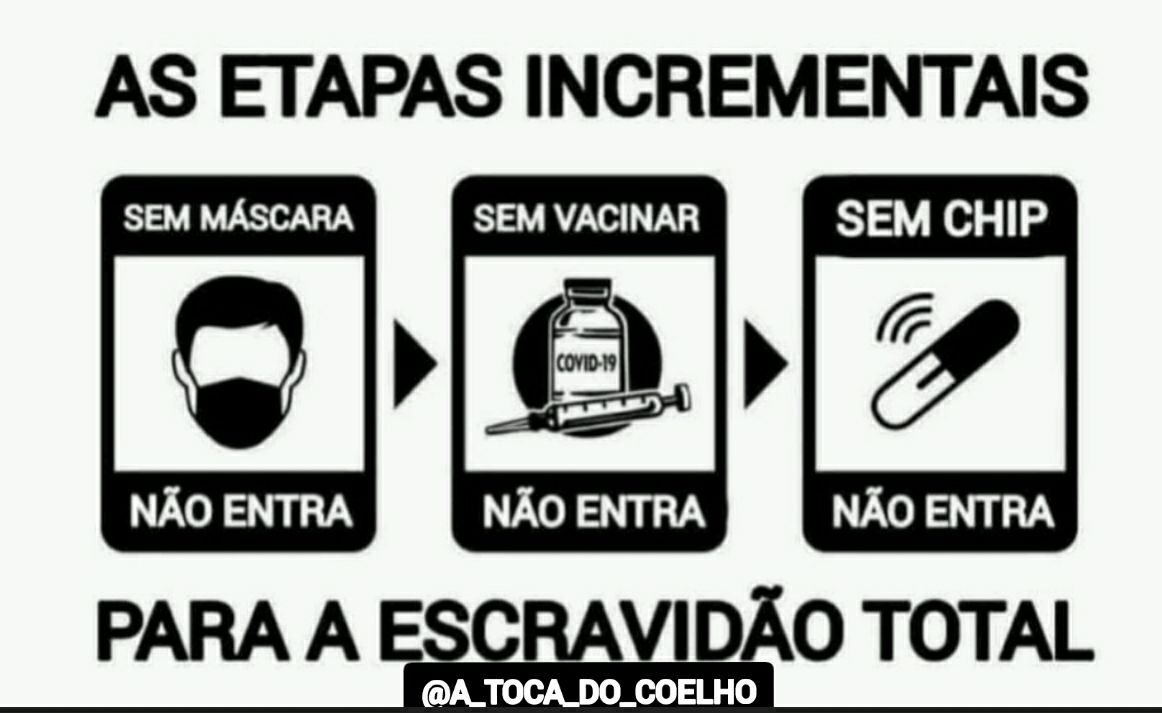 AS ETAPAS INCREMENTAIS
SEM MÁSCARA
SEM VACINAR
SEM CHIP
COVID-19
NÃO ENTRA
NÃO ENTRA
NÃO ENTRA
PARA A ESCRAVIDÃO TOTAL
@A_TOCA_DO_COELHO